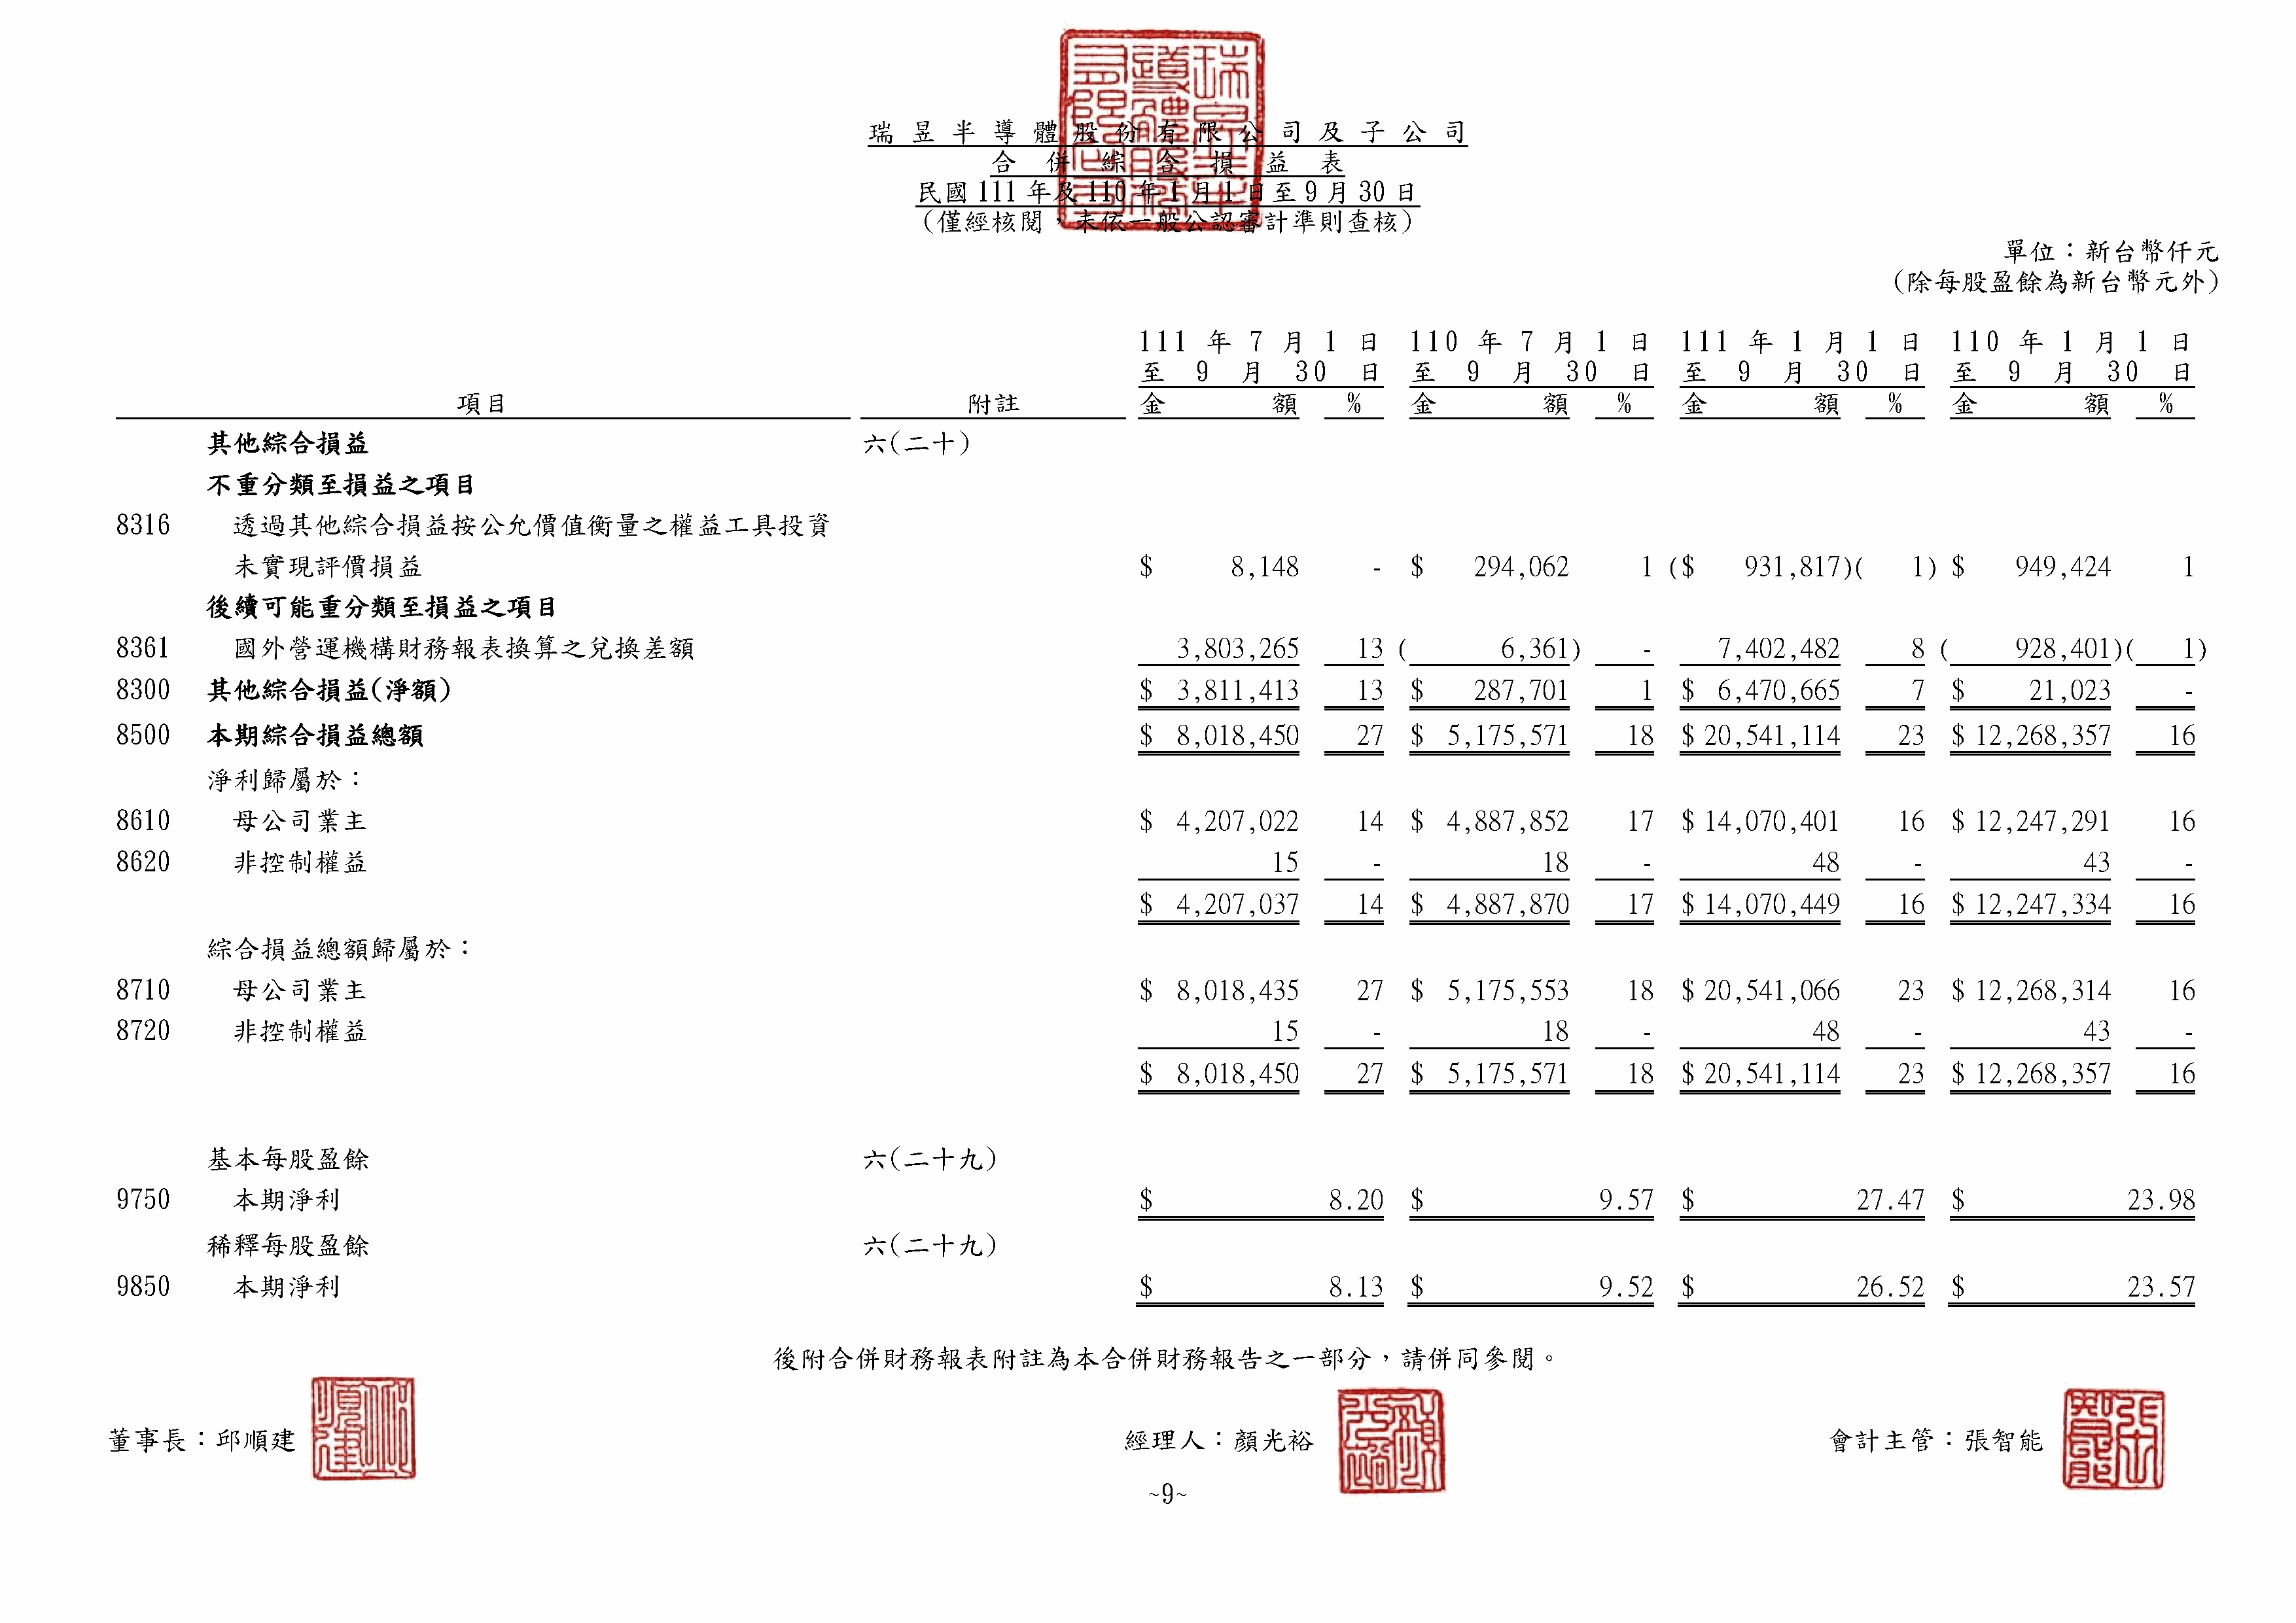 瑞昱半導體股份有限公司及子公司
合併綜合損益表
民國 111 年及 110 年 1 月 1 日至 9 月 30 日
(僅經核閱，未依一般公認審計準則查核)
單位：新台幣仟元
(除每股盈餘為新台幣元外)
111 年 7 月 1 日 110 年 7 月 1 日 111 年 1 月 1 日 110 年 1 月 1 日
至 9 月 30 日 至 9 月 30 日 至 9 月 30 日 至 9 月 30 日
項目 附註 金額 % 金額 % 金額 % 金額 %
其他綜合損益 六(二十)
不重分類至損益之項目
8316 透過其他綜合損益按公允價值衡量之權益工具投資
未實現評價損益 $ 8,148 - $ 294,062 1 ($ 931,817)( 1) $ 949,424 1
後續可能重分類至損益之項目
8361 國外營運機構財務報表換算之兌換差額 3,803,265 13 ( 6,361) - 7,402,482 8 ( 928,401)( 1)
8300 其他綜合損益(淨額) $ 3,811,413 13 $ 287,701 1 $ 6,470,665 7 $ 21,023 -
8500 本期綜合損益總額 $ 8,018,450 27 $ 5,175,571 18 $ 20,541,114 23 $ 12,268,357 16
淨利歸屬於：
8610 母公司業主 $ 4,207,022 14 $ 4,887,852 17 $ 14,070,401 16 $ 12,247,291 16
8620 非控制權益 15 - 18 - 48 - 43 -
$ 4,207,037 14 $ 4,887,870 17 $ 14,070,449 16 $ 12,247,334 16
綜合損益總額歸屬於：
8710 母公司業主 $ 8,018,435 27 $ 5,175,553 18 $ 20,541,066 23 $ 12,268,314 16
8720 非控制權益 15 - 18 - 48 - 43 -
$ 8,018,450 27 $ 5,175,571 18 $ 20,541,114 23 $ 12,268,357 16
基本每股盈餘 六(二十九)
9750 本期淨利 $ 8.20 $ 9.57 $ 27.47 $ 23.98
稀釋每股盈餘 六(二十九)
9850 本期淨利 $ 8.13 $ 9.52 $ 26.52 $ 23.57
後附合併財務報表附註為本合併財務報告之一部分，請併同參閱。
董事長：邱順建 經理人：顏光裕 會計主管：張智能
~9~